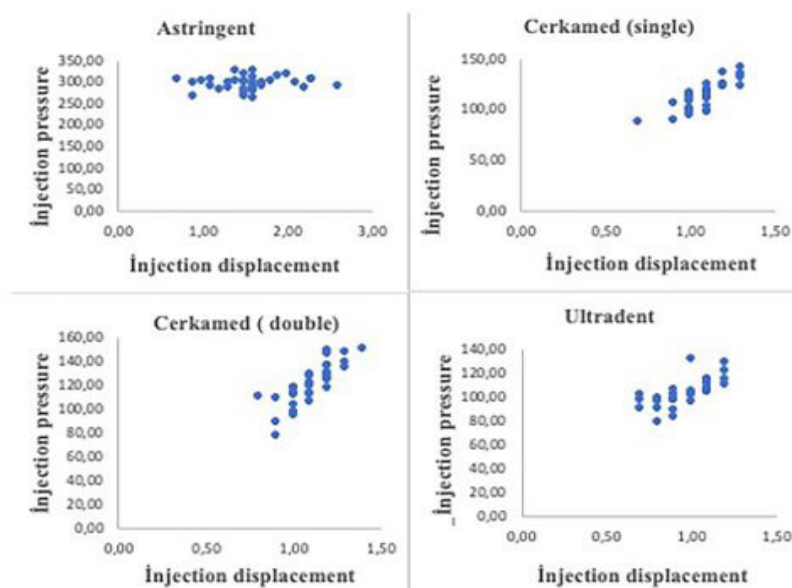 Astringent
İnjection pressure
350,00
300,00
250,00
200,00
150,00
100,00
50,00
0,00
0,00 1,00 2,00 3,00
İnjection displacement
Cerkamed (single)
İnjection pressure
150,00
100,00
50,00
0,00
0,00 0,50 1,00 1,50
İnjection displacement
Cerkamed ( double)
İnjection pressure
160,00
140,00
120,00
100,00
80,00
60,00
40,00
20,00
0,00
0,00 0,50 1,00 1,50
İnjection displacement
Ultradent
İnjection pressure
140,00
120,00
100,00
80,00
60,00
40,00
20,00
0,00
0,00 0,50 1,00 1,50
İnjection displacement